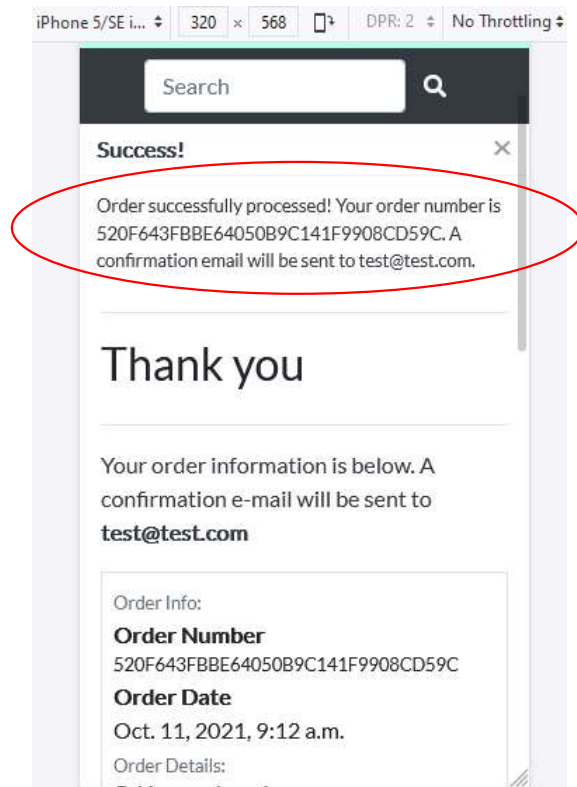 iPhone 5/SE i... 320 × 568 DPR: 2 No Throttling
Search
Success! ×
Order successfully processed! Your order number is
520F643FBBE64050B9C141F9908CD59C. A
confirmation email will be sent to test@test.com.
Thank you
Your order information is below. A
confirmation e-mail will be sent to
test@test.com
Order Info:
Order Number
520F643FBBE64050B9C141F9908CD59C
Order Date
Oct. 11, 2021, 9:12 a.m.
Order Details: